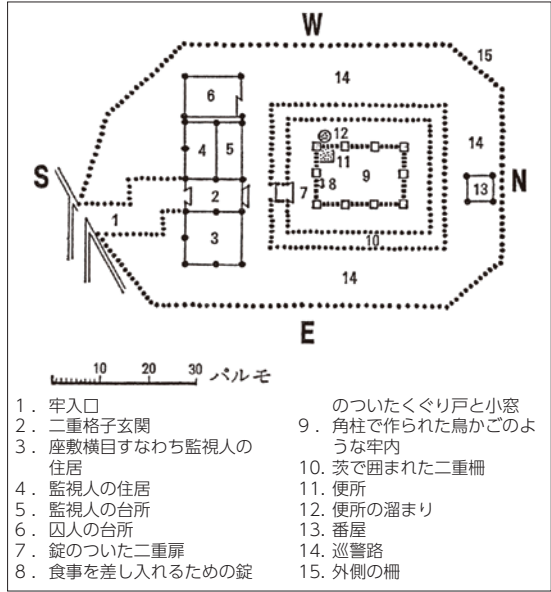 W
15
14
6
12
14
4 5
11
S
8
9
13
N
2
7
1
3
10
14
E
10 20 30 パルモ
1．牢入口
2．二重格子玄関
3．座敷横目すなわち監視人の
住居
4．監視人の住居
5．監視人の台所
6．囚人の台所
7．錠のついた二重扉
8．食事を差し入れるための錠
のついたくぐり戸と小窓
9．角柱で作られた鳥かごのよ
うな牢内
10．茨で囲まれた二重柵
11．便所
12．便所の溜まり
13．番屋
14．巡警路
15．外側の柵